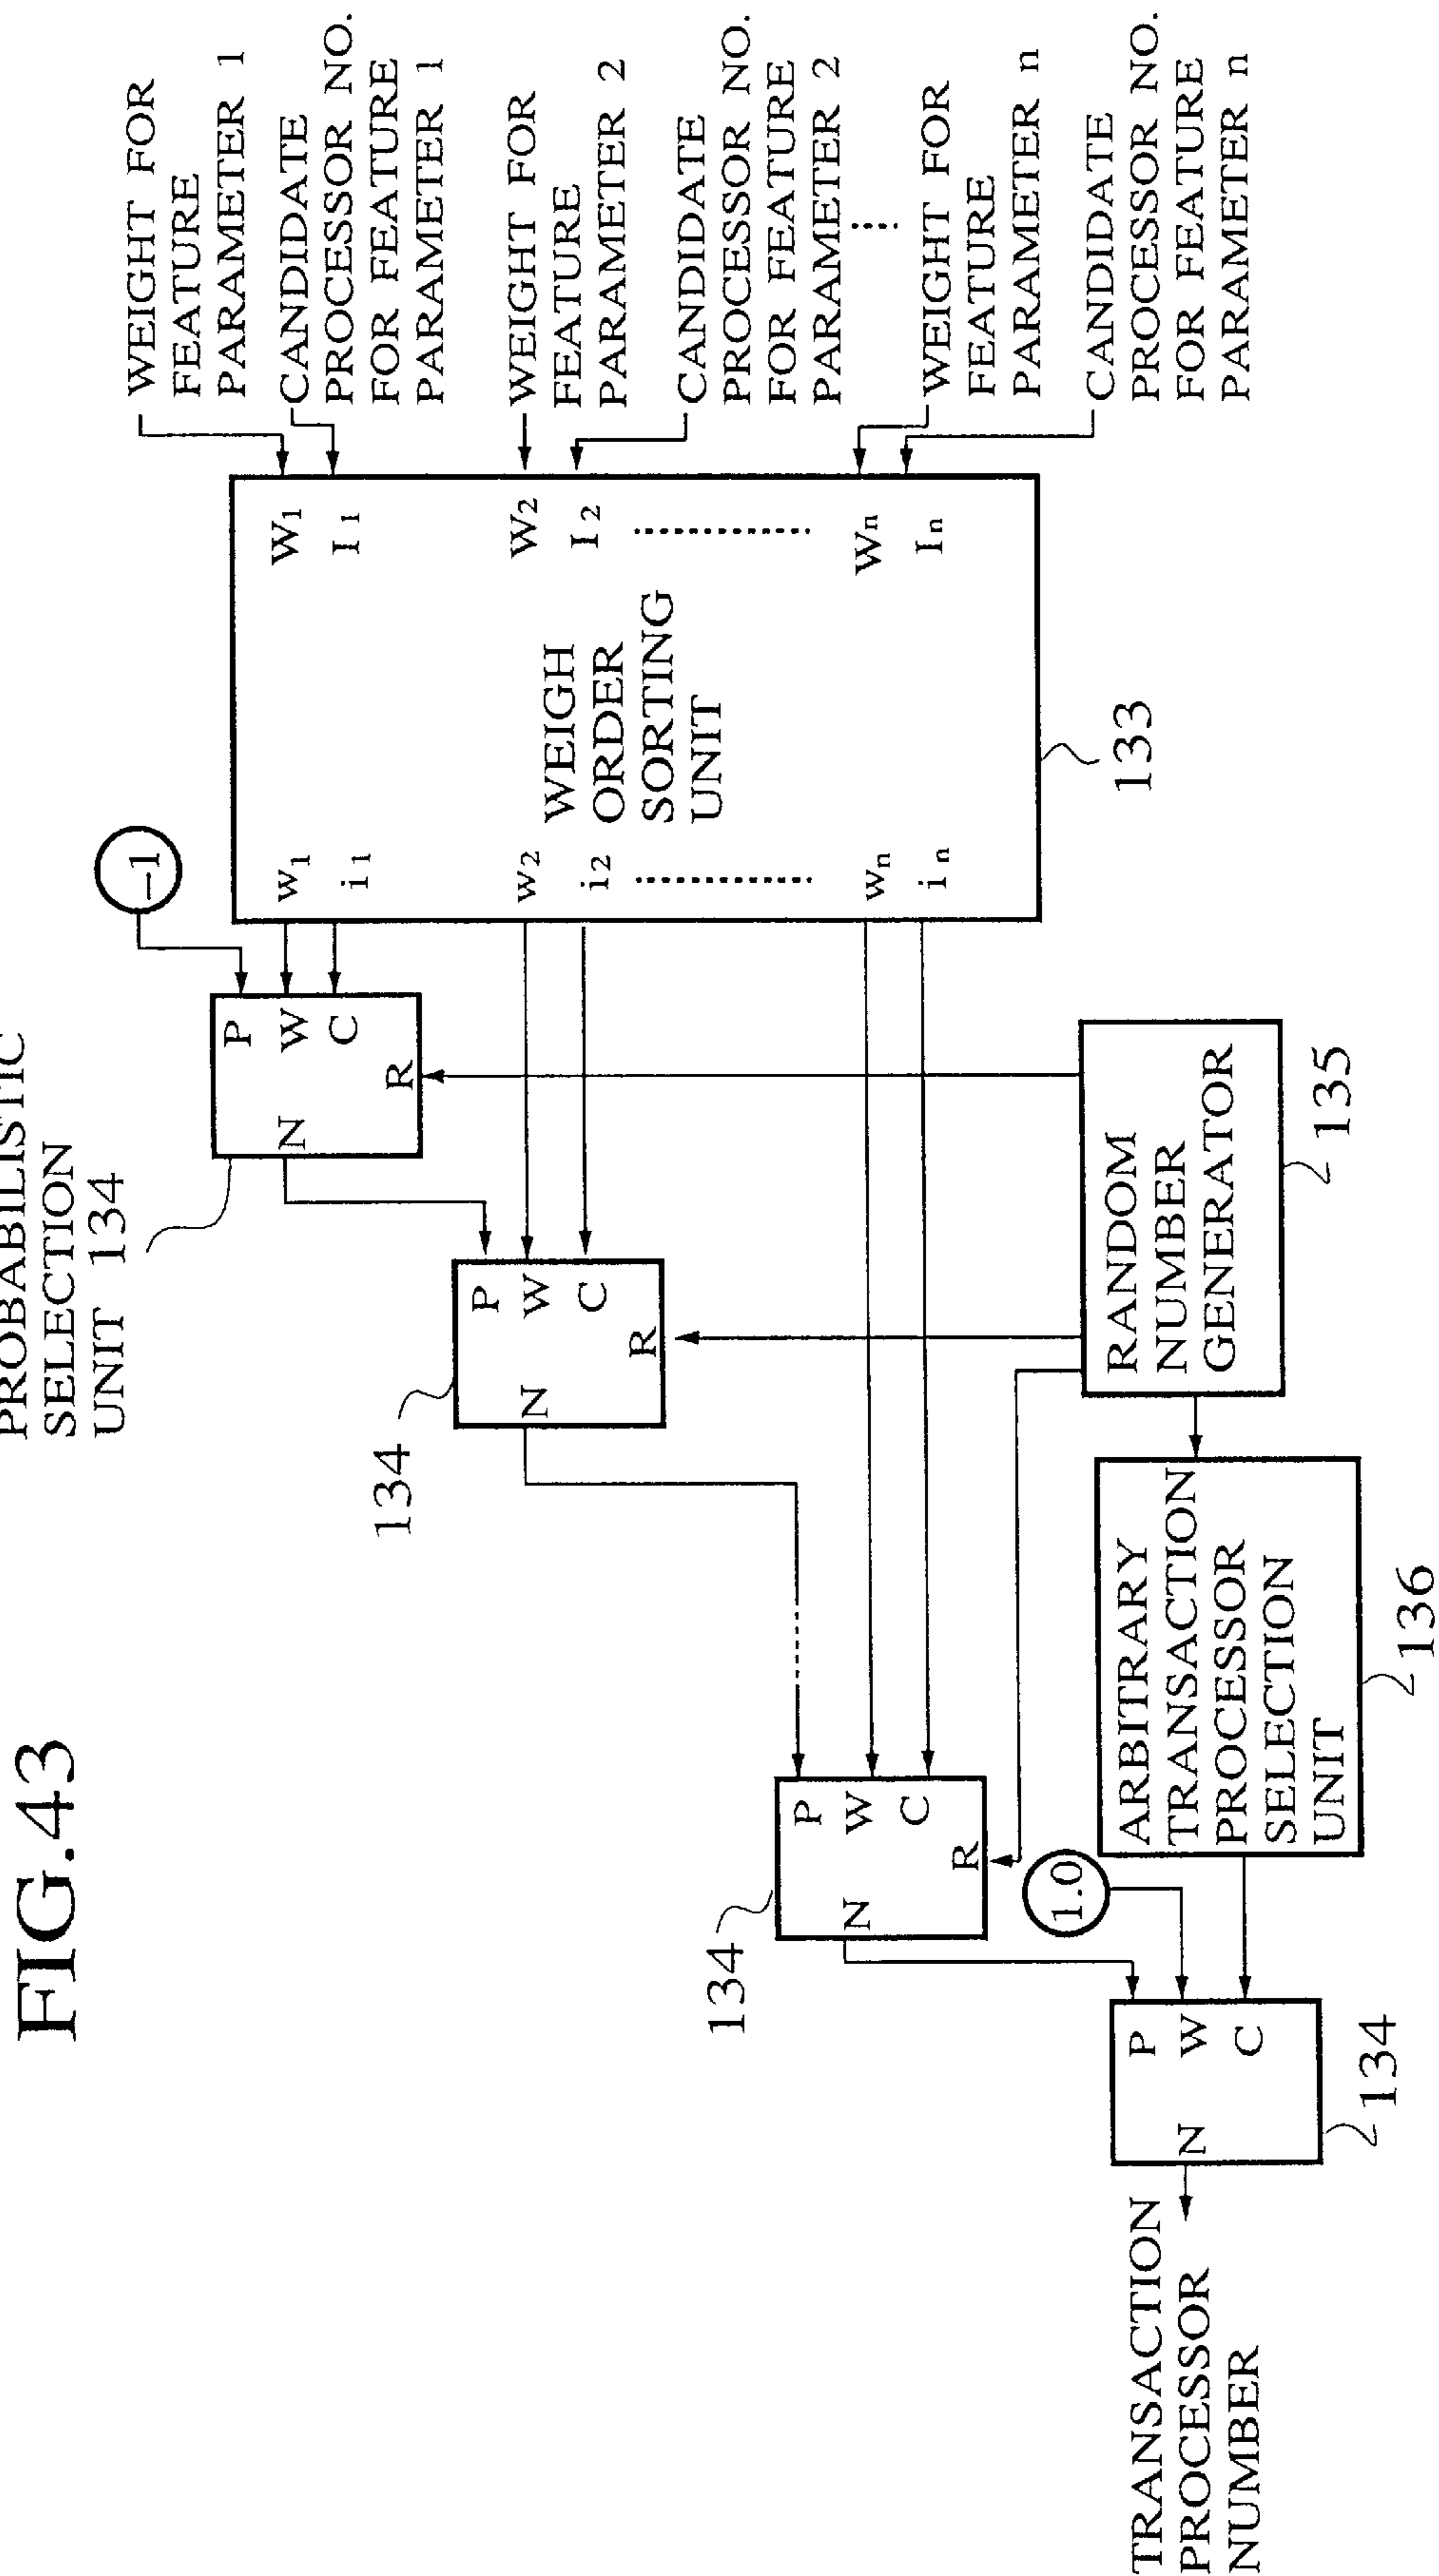 FIG.43
PROBABILISTIC
SELECTION
UNIT 134
-1
WEIGHT FOR
FEATURE
PARAMETER 1
CANDIDATE
PROCESSOR NO.
FOR FEATURE
PARAMETER 1
WEIGHT FOR
FEATURE
PARAMETER 2
CANDIDATE
PROCESSOR NO.
FOR FEATURE
PARAMETER 2
WEIGHT FOR
FEATURE
PARAMETER n
CANDIDATE
PROCESSOR NO.
FOR FEATURE
PARAMETER n
w1
i1
w2
i2
wn
in
WEIGH
ORDER
SORTING
UNIT
W1
I1
W2
I2
Wn
In
133
P
W
C
N
R
134
P
W
C
N
R
134
P
W
C
N
R
RANDOM
NUMBER
GENERATOR
135
ARBITRARY
TRANSACTION
PROCESSOR
SELECTION
UNIT
136
1.0
P
W
C
N
134
TRANSACTION
PROCESSOR
NUMBER